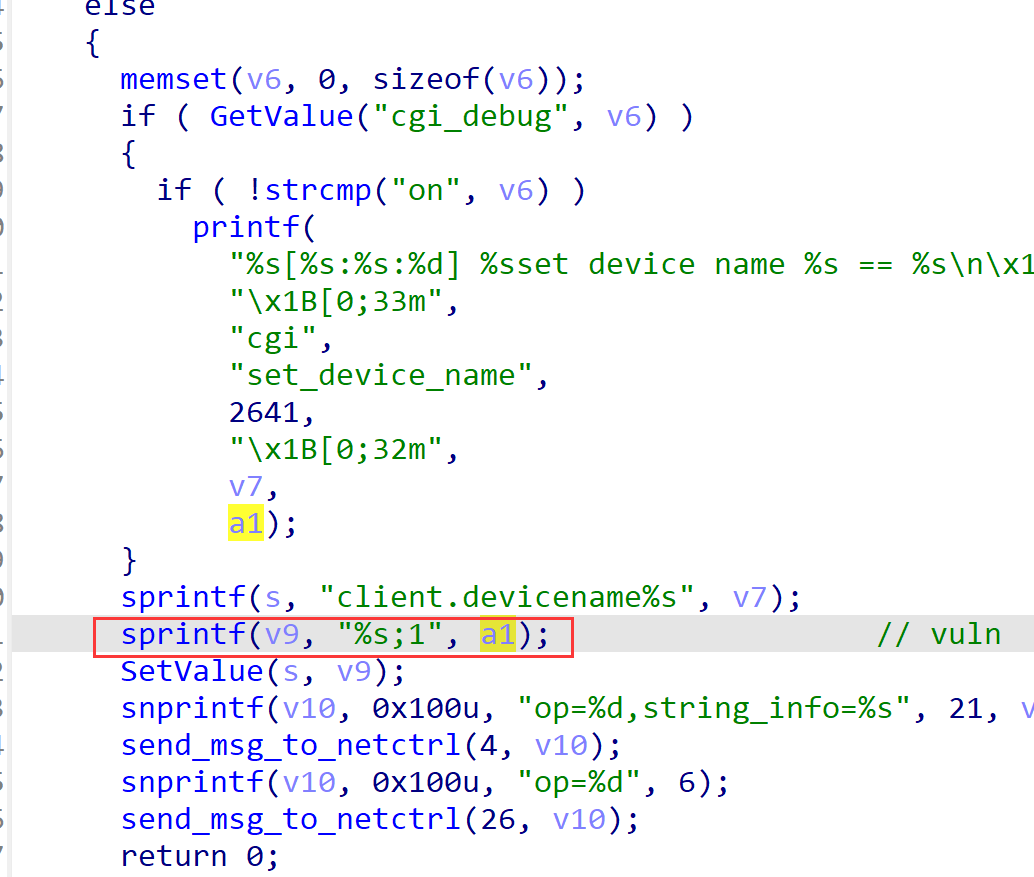 else
{
memset(v6, 0, sizeof(v6));
if ( GetValue("cgi_debug", v6) )
{
if ( !strcmp("on", v6) )
printf(
"%s[%s:%s:%d] %sset device name %s == %s\n\x1
"\x1B[0;33m",
"cgi",
"set_device_name",
2641,
"\x1B[0;32m",
v7,
a1);
}
sprintf(s, "client.devicename%s", v7);
sprintf(v9, "%s;1", a1); // vuln
SetValue(s, v9);
snprintf(v10, 0x100u, "op=%d,string_info=%s", 21, v
send_msg_to_netctrl(4, v10);
snprintf(v10, 0x100u, "op=%d", 6);
send_msg_to_netctrl(26, v10);
return 0;